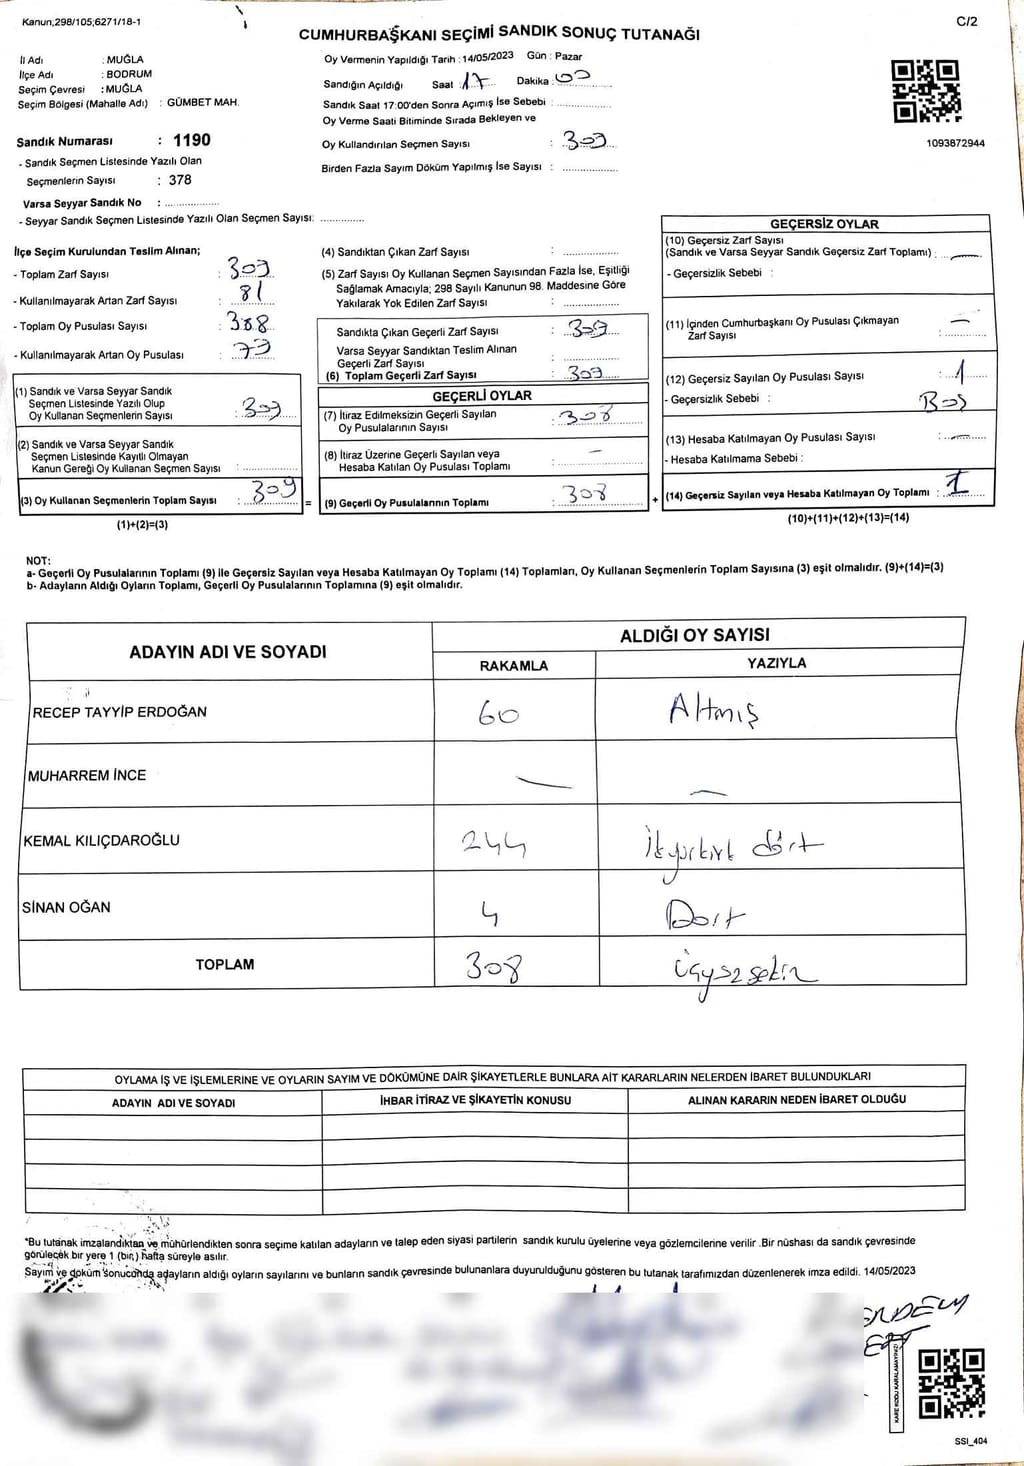 Kanun;298/105;6271/18-1
C/2
CUMHURBAŞKANI SEÇİMİ SANDIK SONUÇ TUTANAĞI
İl Adı : MUĞLA
İlçe Adı : BODRUM
Seçim Çevresi : MUĞLA
Seçim Bölgesi (Mahalle Adı) : GÜMBET MAH.
Oy Vermenin Yapıldığı Tarih : 14/05/2023 Gün : Pazar
Sandığın Açıldığı Saat : 17 Dakika : 00
Sandık Saat 17:00'den Sonra Açımış İse Sebebi :
Oy Verme Saati Bitiminde Sırada Bekleyen ve
Oy Kullandırılan Seçmen Sayısı : 309
Birden Fazla Sayım Döküm Yapılmış İse Sayısı :
1093872944
Sandık Numarası : 1190
- Sandık Seçmen Listesinde Yazılı Olan
Seçmenlerin Sayısı : 378
Varsa Seyyar Sandık No :
- Seyyar Sandık Seçmen Listesinde Yazılı Olan Seçmen Sayısı:
İlçe Seçim Kurulundan Teslim Alınan;
- Toplam Zarf Sayısı : 309
- Kullanılmayarak Artan Zarf Sayısı : 81
- Toplam Oy Pusulası Sayısı : 388
- Kullanılmayarak Artan Oy Pusulası : 79
(1) Sandık ve Varsa Seyyar Sandık
Seçmen Listesinde Yazılı Olup
Oy Kullanan Seçmenlerin Sayısı : 309
(2) Sandık ve Varsa Seyyar Sandık
Seçmen Listesinde Kayıtlı Olmayan
Kanun Gereği Oy Kullanan Seçmen Sayısı :
(3) Oy Kullanan Seçmenlerin Toplam Sayısı : 309 =
(1)+(2)=(3)
(4) Sandıktan Çıkan Zarf Sayısı :
(5) Zarf Sayısı Oy Kullanan Seçmen Sayısından Fazla İse, Eşitliği
Sağlamak Amacıyla; 298 Sayılı Kanunun 98. Maddesine Göre
Yakılarak Yok Edilen Zarf Sayısı :
Sandıkta Çıkan Geçerli Zarf Sayısı : 309
Varsa Seyyar Sandıktan Teslim Alınan
Geçerli Zarf Sayısı :
(6) Toplam Geçerli Zarf Sayısı : 309
GEÇERLİ OYLAR
(7) İtiraz Edilmeksizin Geçerli Sayılan
Oy Pusulalarının Sayısı : 308
(8) İtiraz Üzerine Geçerli Sayılan veya
Hesaba Katılan Oy Pusulası Toplamı : –
(9) Geçerli Oy Pusulalarının Toplamı : 308 +
GEÇERSİZ OYLAR
(10) Geçersiz Zarf Sayısı
(Sandık ve Varsa Seyyar Sandık Geçersiz Zarf Toplamı) : –
- Geçersizlik Sebebi :
(11) İçinden Cumhurbaşkanı Oy Pusulası Çıkmayan
Zarf Sayısı : –
(12) Geçersiz Sayılan Oy Pusulası Sayısı : 1
- Geçersizlik Sebebi : Boş
(13) Hesaba Katılmayan Oy Pusulası Sayısı : –
- Hesaba Katılmama Sebebi :
(14) Geçersiz Sayılan veya Hesaba Katılmayan Oy Toplamı : 1
(10)+(11)+(12)+(13)=(14)
NOT:
a- Geçerli Oy Pusulalarının Toplamı (9) ile Geçersiz Sayılan veya Hesaba Katılmayan Oy Toplamı (14) Toplamları, Oy Kullanan Seçmenlerin Toplam Sayısına (3) eşit olmalıdır. (9)+(14)=(3)
b- Adayların Aldığı Oyların Toplamı, Geçerli Oy Pusulalarının Toplamına (9) eşit olmalıdır.
ADAYIN ADI VE SOYADI
ALDIĞI OY SAYISI
RAKAMLA YAZIYLA
RECEP TAYYİP ERDOĞAN 60 Altmış
MUHARREM İNCE – –
KEMAL KILIÇDAROĞLU 244 İkyüzkırk dört
SİNAN OĞAN 4 Dört
TOPLAM 308 üçyüzsekiz
OYLAMA İŞ VE İŞLEMLERİNE VE OYLARIN SAYIM VE DÖKÜMÜNE DAİR ŞİKAYETLERLE BUNLARA AİT KARARLARIN NELERDEN İBARET BULUNDUKLARI
ADAYIN ADI VE SOYADI İHBAR İTİRAZ VE ŞİKAYETİN KONUSU ALINAN KARARIN NEDEN İBARET OLDUĞU
*Bu tutanak imzalandıktan ve mühürlendikten sonra seçime katılan adayların ve talep eden siyasi partilerin sandık kurulu üyelerine veya gözlemcilerine verilir .Bir nüshası da sandık çevresinde
görülecek bir yere 1 (bir) hafta süreyle asılır.
Sayım ve döküm sonuconda adayların aldığı oyların sayılarını ve bunların sandık çevresinde bulunanlara duyurulduğunu gösteren bu tutanak tarafımızdan düzenlenerek imza edildi. 14/05/2023
KARE KODU KARALAMAYINIZ!
SSI_404